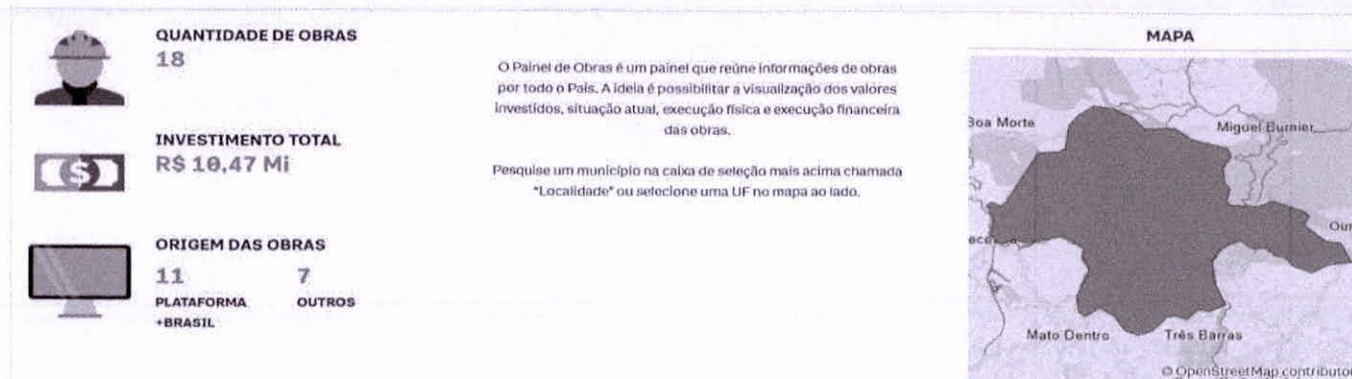 QUANTIDADE DE OBRAS
18
INVESTIMENTO TOTAL
R$ 10,47 Mi
ORIGEM DAS OBRAS
11
PLATAFORMA
+BRASIL
7
OUTROS
O Painel de Obras é um painel que reúne informações de obras
por todo o País. A ideia é possibilitar a visualização dos valores
investidos, situação atual, execução física e execução financeira
das obras.
Pesquise um município na caixa de seleção mais acima chamada
"Localidade" ou selecione uma UF no mapa ao lado.
MAPA
Boa Morte
Miguel Burnier
Our
Mato Dentro
Três Barras
© OpenStreetMap contributor